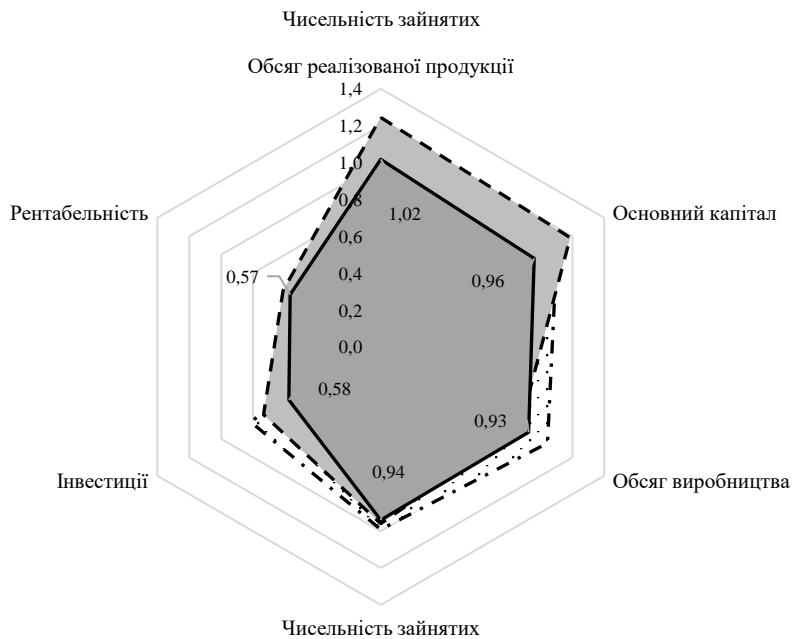 Чисельність зайнятих
Обсяг реалізованої продукції
1,4
1,2
1,0
0,8
0,6
0,4
0,2
0,0
Рентабельність
Основний капітал
1,02
0,57
0,96
0,58
0,93
0,94
Інвестиції
Обсяг виробництва
Чисельність зайнятих